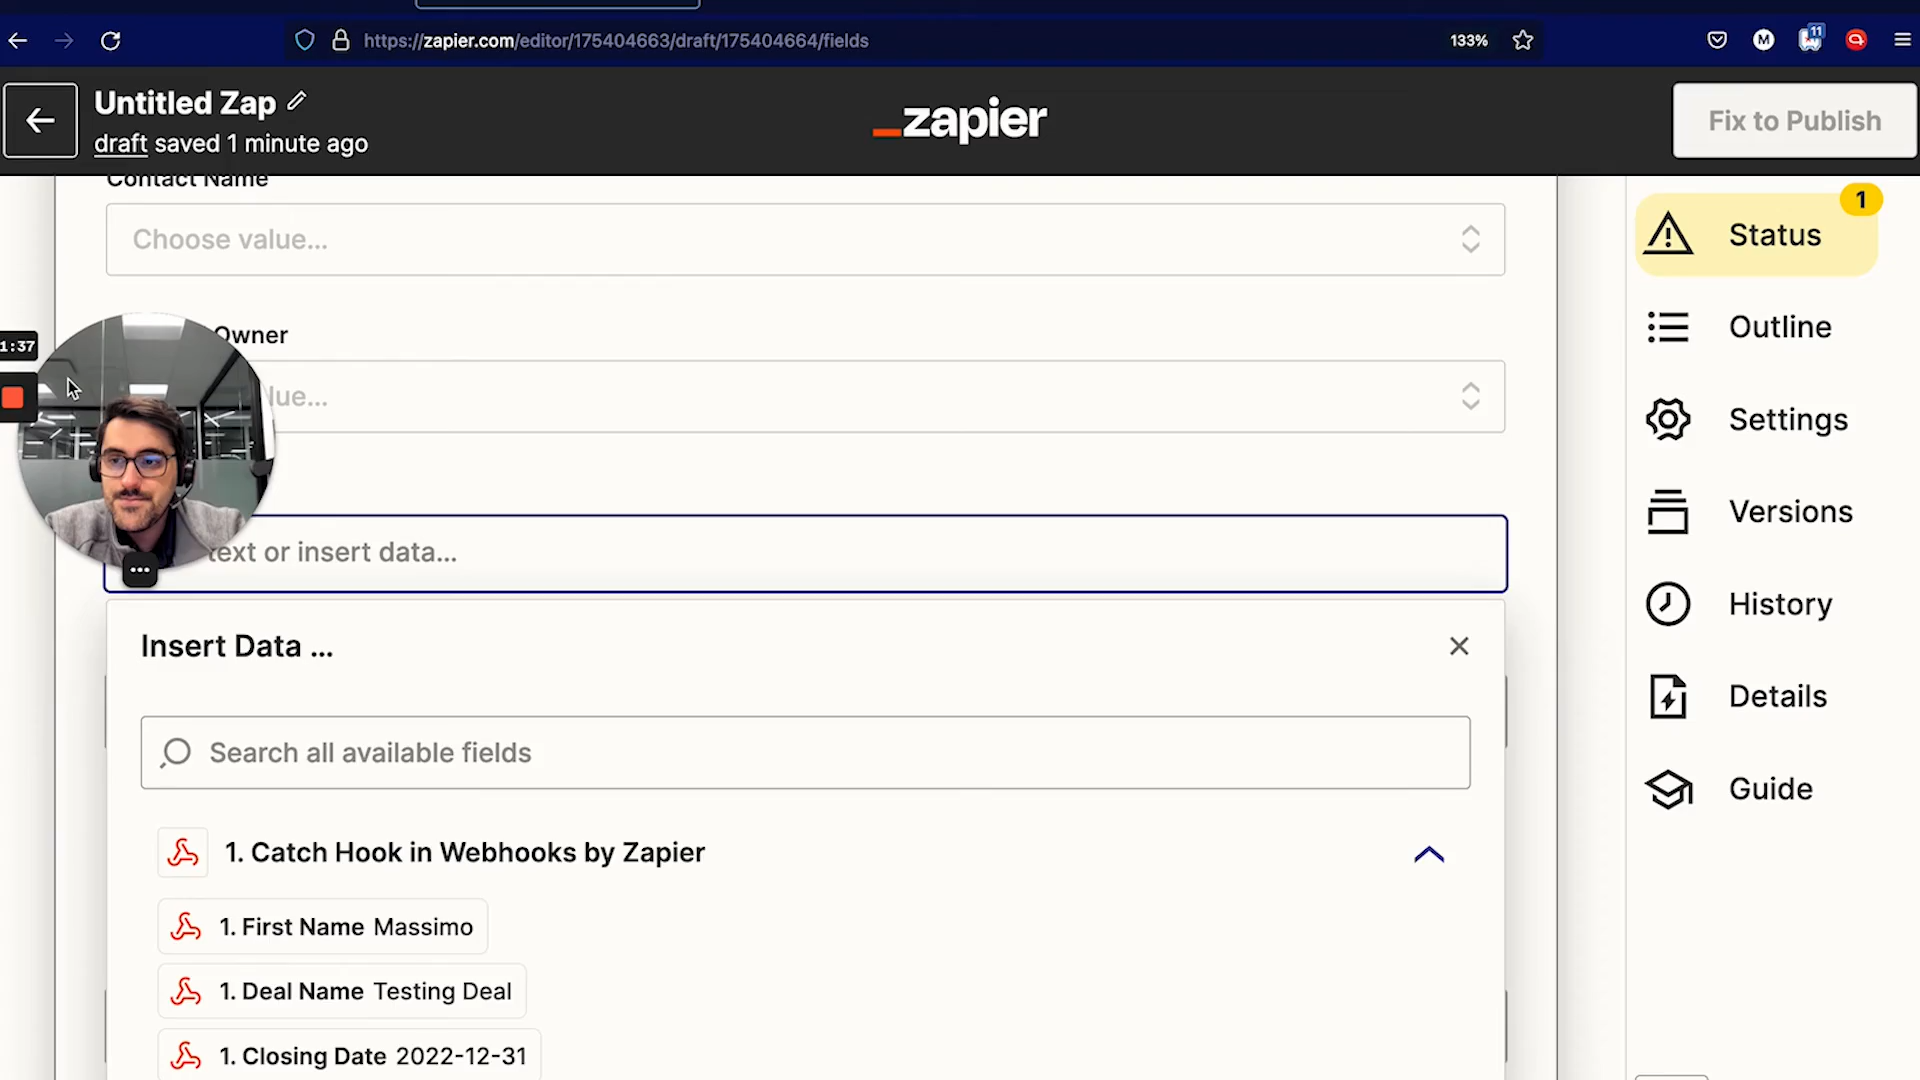 https://zapier.com/editor/175404663/draft/175404664/fields
133%
M
11
Untitled Zap
draft saved 1 minute ago
zapier
Fix to Publish
Contact Name
Choose value...
Owner
1:37
text or insert data...
Insert Data ...
Search all available fields
1. Catch Hook in Webhooks by Zapier
1. First Name Massimo
1. Deal Name Testing Deal
1. Closing Date 2022-12-31
1
Status
Outline
Settings
Versions
History
Details
Guide